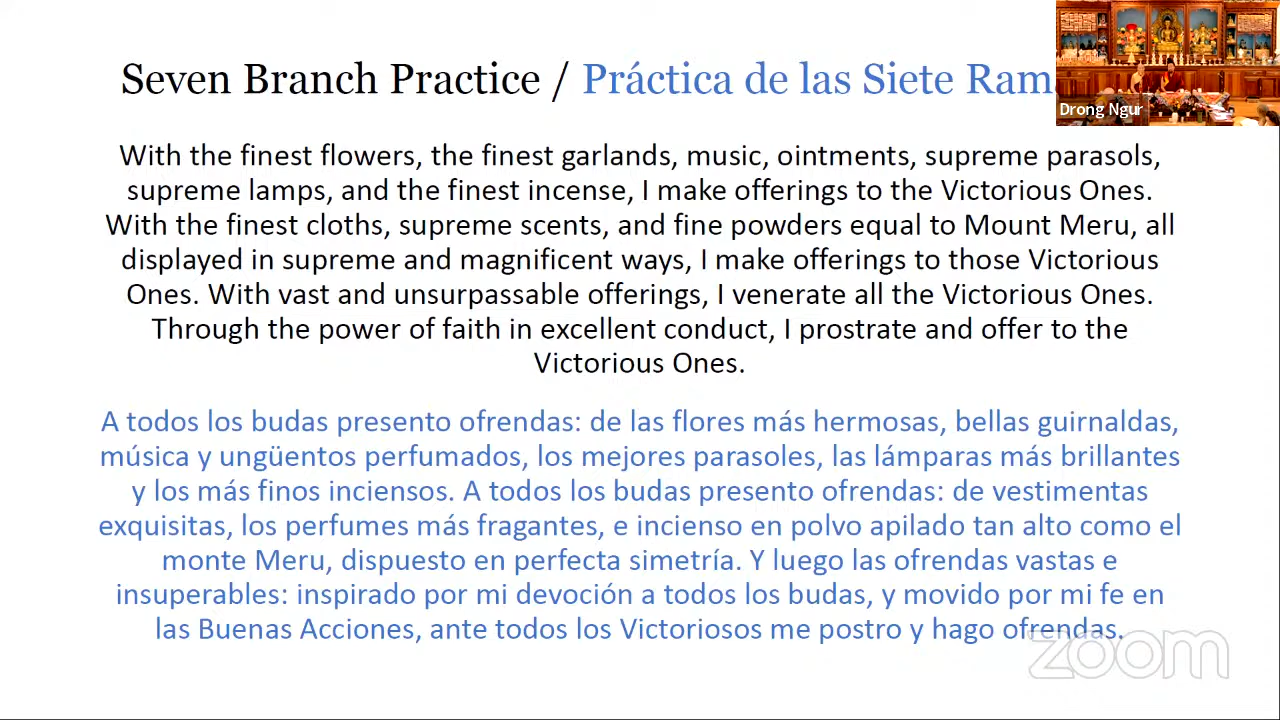 Seven Branch Practice / Práctica de las Siete Ram
Drong Ngur
With the finest flowers, the finest garlands, music, ointments, supreme parasols,
supreme lamps, and the finest incense, I make offerings to the Victorious Ones.
With the finest cloths, supreme scents, and fine powders equal to Mount Meru, all
displayed in supreme and magnificent ways, I make offerings to those Victorious
Ones. With vast and unsurpassable offerings, I venerate all the Victorious Ones.
Through the power of faith in excellent conduct, I prostrate and offer to the
Victorious Ones.
A todos los budas presento ofrendas: de las flores más hermosas, bellas guirnaldas,
música y ungüentos perfumados, los mejores parasoles, las lámparas más brillantes
y los más finos inciensos. A todos los budas presento ofrendas: de vestimentas
exquisitas, los perfumes más fragantes, e incienso en polvo apilado tan alto como el
monte Meru, dispuesto en perfecta simetría. Y luego las ofrendas vastas e
insuperables: inspirado por mi devoción a todos los budas, y movido por mi fe en
las Buenas Acciones, ante todos los Victoriosos me postro y hago ofrendas.
zoom